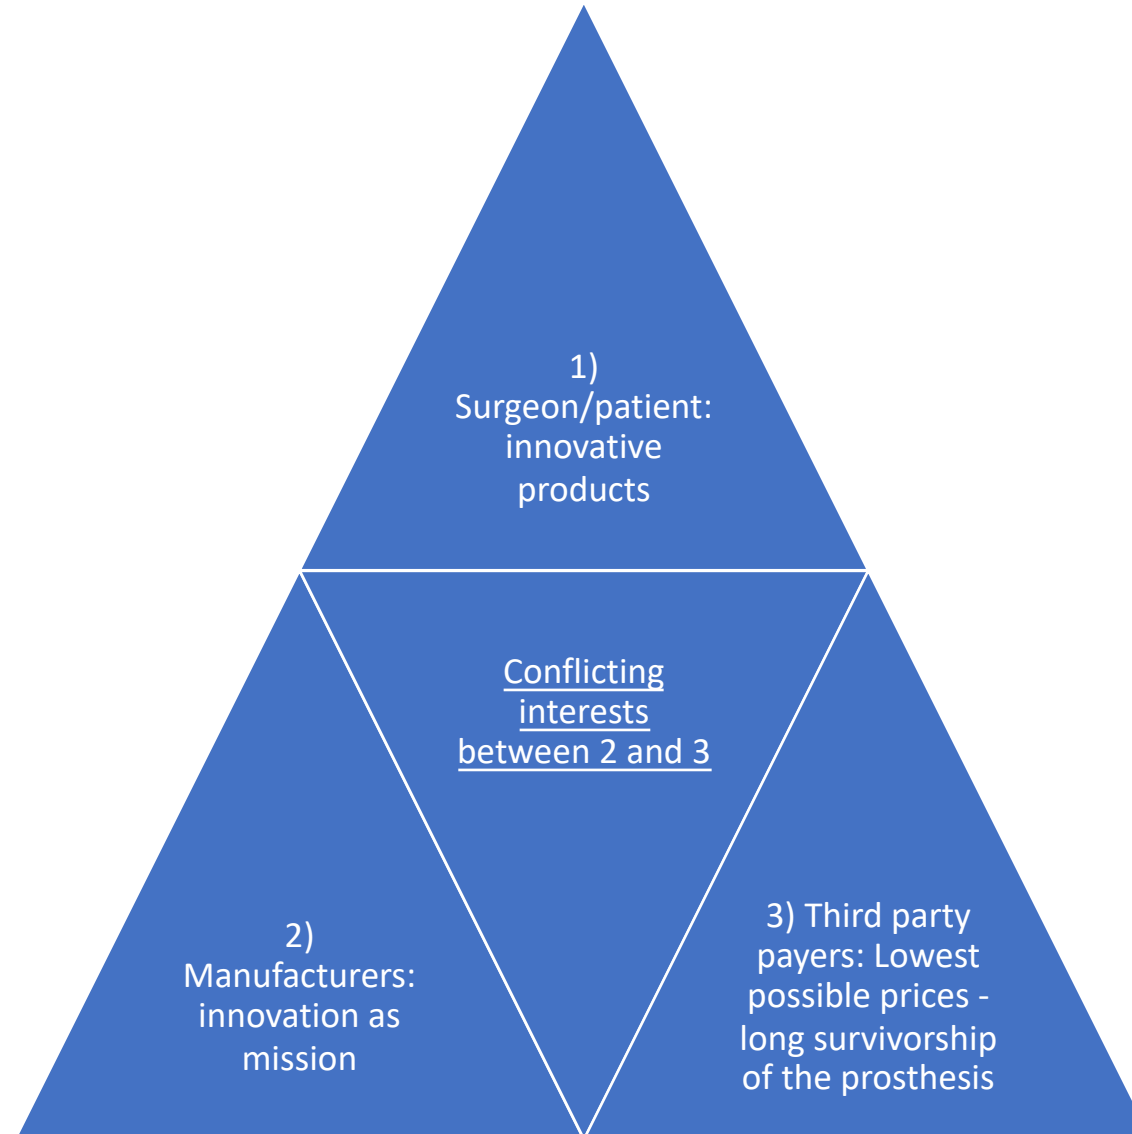 1)
Surgeon/patient:
innovative
products
Conflicting
interests
between 2 and 3
2)
Manufacturers:
innovation as
mission
3) Third party
payers: Lowest
possible prices -
long survivorship
of the prosthesis